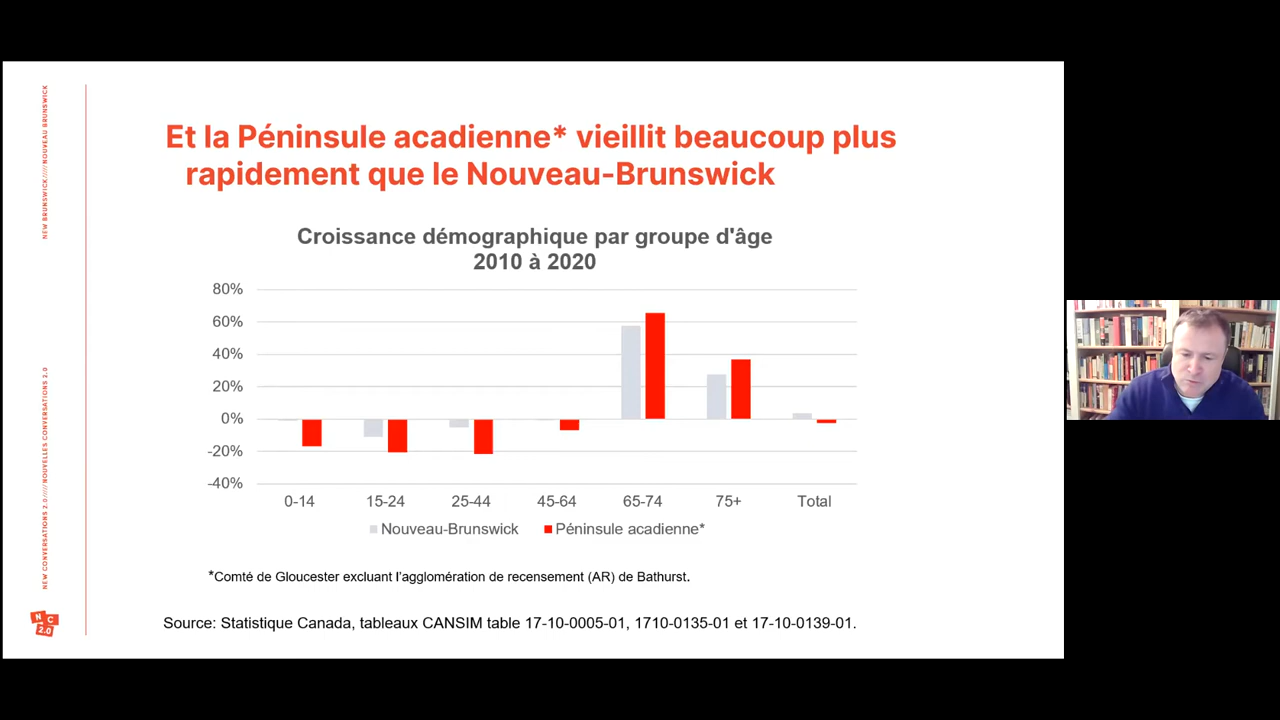 Et la Péninsule acadienne* vieillit beaucoup plus
rapidement que le Nouveau-Brunswick
Croissance démographique par groupe d'âge
2010 à 2020
80%
60%
40%
20%
0%
-20%
-40%
0-14 15-24 25-44 45-64 65-74 75+ Total
Nouveau-Brunswick Péninsule acadienne*
*Comté de Gloucester excluant l'agglomération de recensement (AR) de Bathurst.
Source: Statistique Canada, tableaux CANSIM table 17-10-0005-01, 1710-0135-01 et 17-10-0139-01.
NEW BRUNSWICK/////NOUVEAU BRUNSWICK
NEW CONVERSATIONS 2.0/////NOUVELLES CONVERSATIONS 2.0
N C
2.0